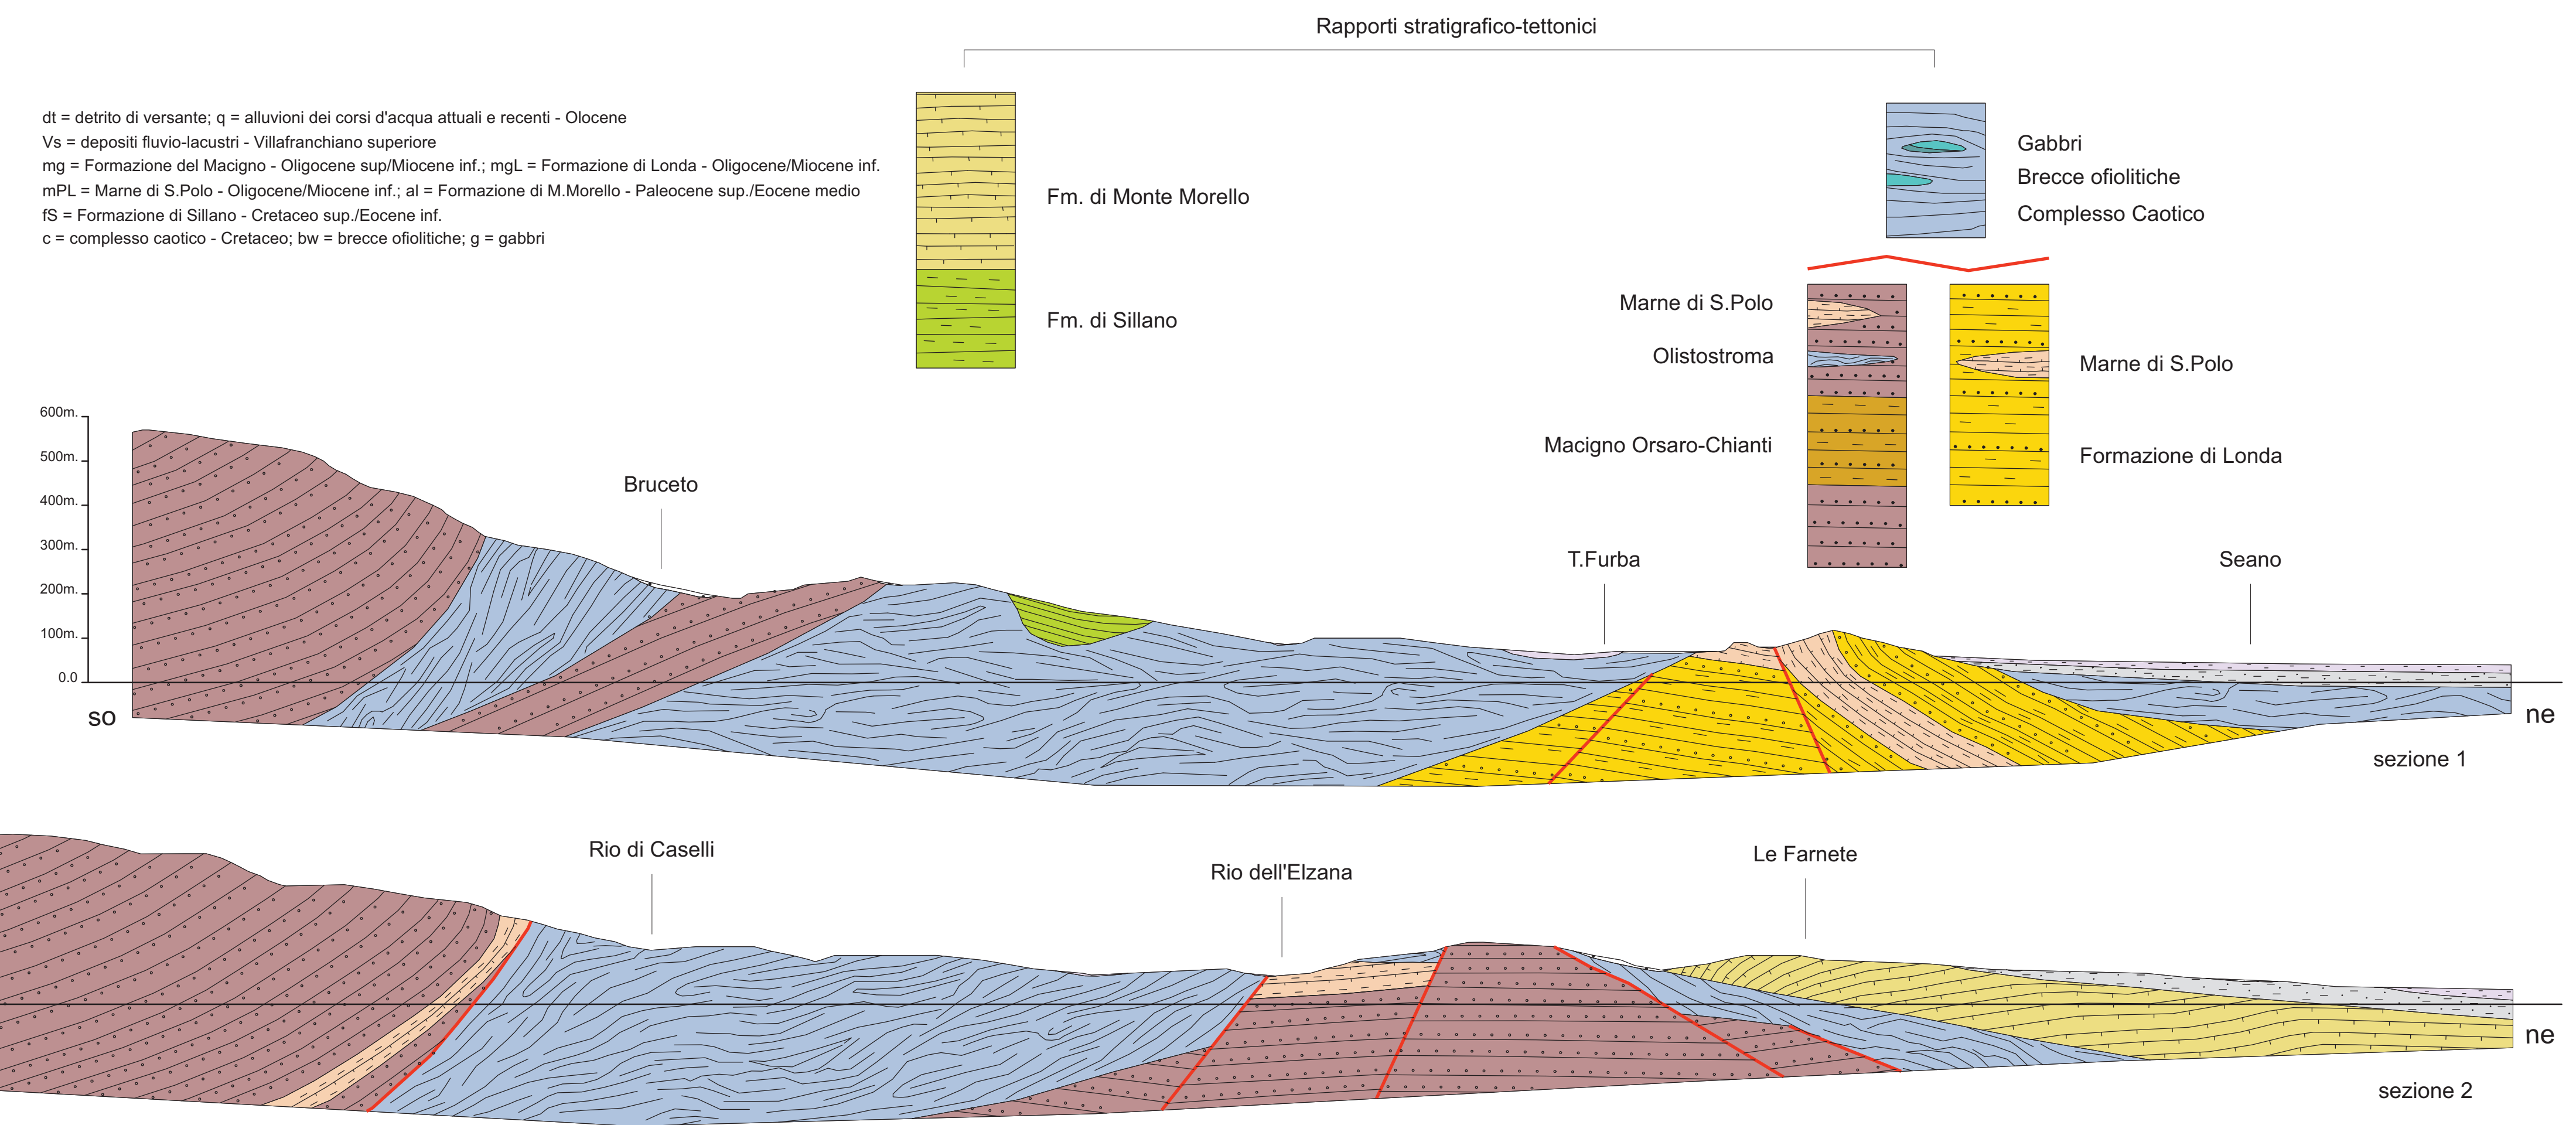 Rapporti stratigrafico-tettonici
dt = detrito di versante; q = alluvioni dei corsi d'acqua attuali e recenti - Olocene
Vs = depositi fluvio-lacustri - Villafranchiano superiore
mg = Formazione del Macigno - Oligocene sup/Miocene inf.; mgL = Formazione di Londa - Oligocene/Miocene inf.
mPL = Marne di S.Polo - Oligocene/Miocene inf.; al = Formazione di M.Morello - Paleocene sup./Eocene medio
fS = Formazione di Sillano - Cretaceo sup./Eocene inf.
c = complesso caotico - Cretaceo; bw = brecce ofiolitiche; g = gabbri
Fm. di Monte Morello
Fm. di Sillano
Gabbri
Brecce ofiolitiche
Complesso Caotico
Marne di S.Polo
Olistostroma
Macigno Orsaro-Chianti
Marne di S.Polo
Formazione di Londa
600m.
500m.
400m.
300m.
200m.
100m.
0.0
Bruceto
T.Furba
Seano
so
ne
sezione 1
Rio di Caselli
Rio dell'Elzana
Le Farnete
ne
sezione 2